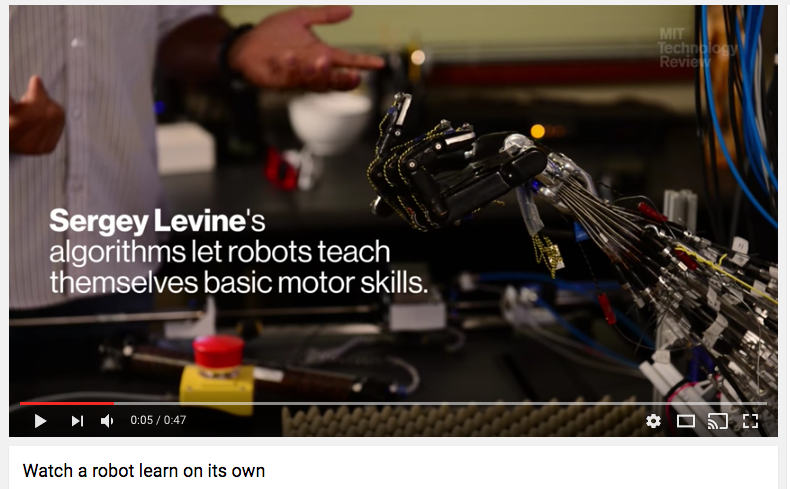 MIT
Technology
Review
Sergey Levine's
algorithms let robots teach
themselves basic motor skills.
0:05 / 0:47
Watch a robot learn on its own